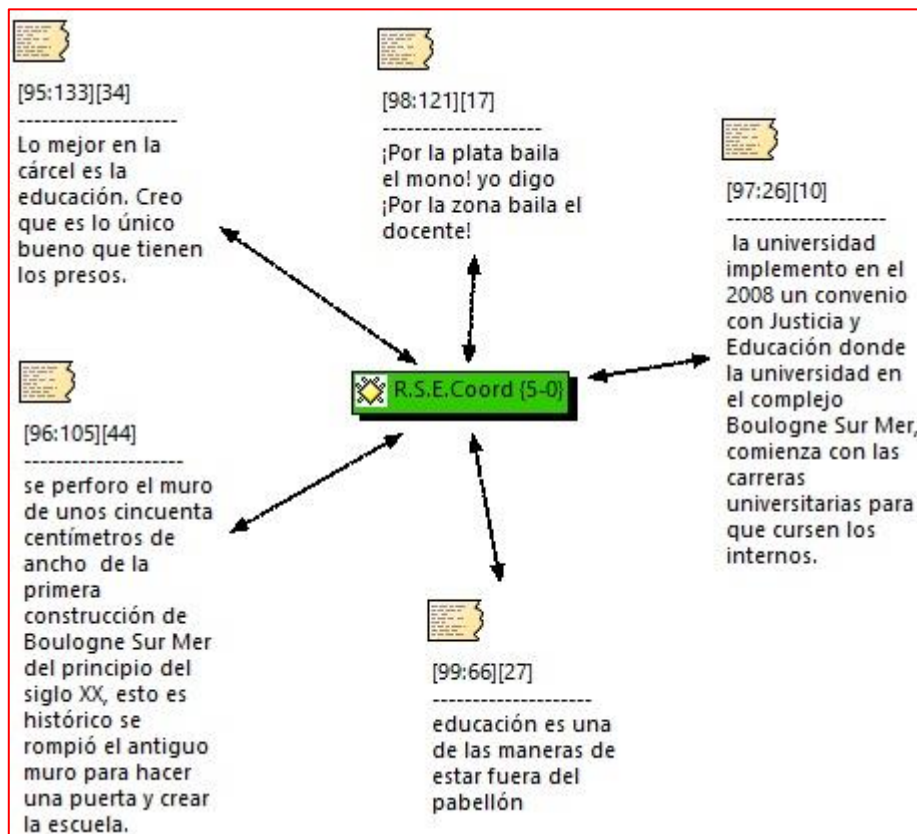 [95:133][34]
--------------------
Lo mejor en la
cárcel es la
educación. Creo
que es lo único
bueno que tienen
los presos.
[98:121][17]
--------------------
¡Por la plata baila
el mono! yo digo
¡Por la zona baila el
docente!
[97:26][10]
--------------------
la universidad
implemento en el
2008 un convenio
con Justicia y
Educación donde
la universidad en
el complejo
Boulogne Sur Mer,
comienza con las
carreras
universitarias para
que cursen los
internos.
R.S.E.Coord {5-0}
[96:105][44]
--------------------
se perforo el muro
de unos cincuenta
centímetros de
ancho de la
primera
construcción de
Boulogne Sur Mer
del principio del
siglo XX, esto es
histórico se
rompió el antiguo
muro para hacer
una puerta y crear
la escuela.
[99:66][27]
--------------------
educación es una
de las maneras de
estar fuera del
pabellón